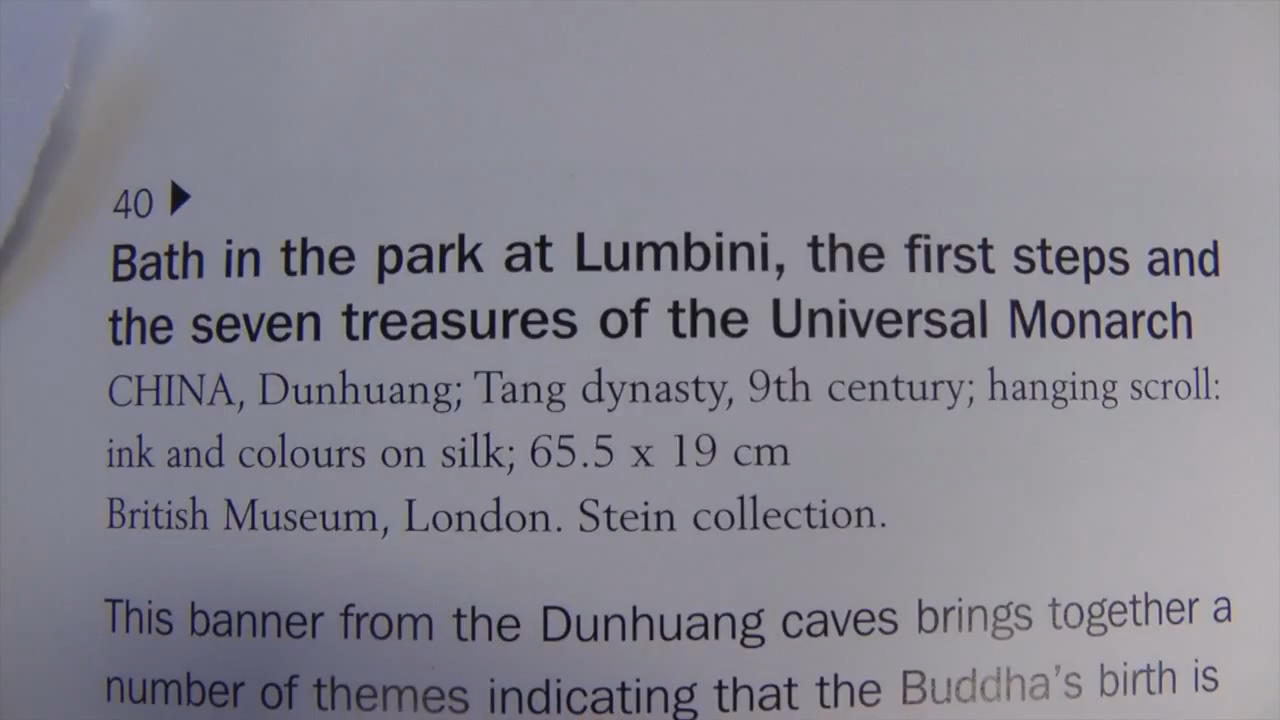 40 ▶
Bath in the park at Lumbini, the first steps and
the seven treasures of the Universal Monarch
CHINA, Dunhuang; Tang dynasty, 9th century; hanging scroll:
ink and colours on silk; 65.5 x 19 cm
British Museum, London. Stein collection.
This banner from the Dunhuang caves brings together a
number of themes indicating that the Buddha's birth is